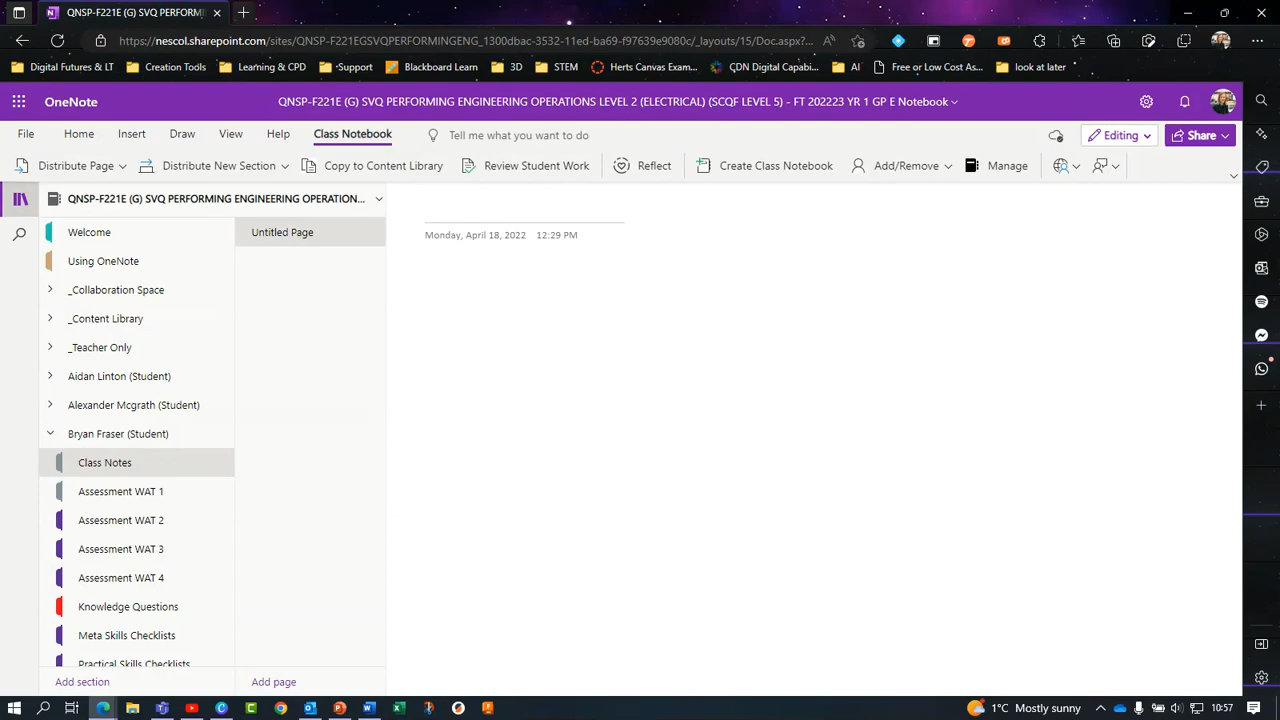 QNSP-F221E (G) SVQ PERFORMIN
https://nescol.sharepoint.com/sites/QNSP-F221EGSVQPERFORMINGENG_1300dbac-3532-11ed-ba69-f97639e9080c/_layouts/15/Doc.aspx?...
Digital Futures & LT Creation Tools Learning & CPD Support Blackboard Learn 3D STEM Herts Canvas Exam... ÇDN Digital Capabi... AI Free or Low Cost As... look at later
OneNote QNSP-F221E (G) SVQ PERFORMING ENGINEERING OPERATIONS LEVEL 2 (ELECTRICAL) (SCQF LEVEL 5) - FT 202223 YR 1 GP E Notebook
File Home Insert Draw View Help Class Notebook Tell me what you want to do Editing Share
Distribute Page Distribute New Section Copy to Content Library Review Student Work Reflect Create Class Notebook Add/Remove Manage
QNSP-F221E (G) SVQ PERFORMING ENGINEERING OPERATION...
Welcome
Using OneNote
_Collaboration Space
_Content Library
_Teacher Only
Aidan Linton (Student)
Alexander Mcgrath (Student)
Bryan Fraser (Student)
Class Notes
Assessment WAT 1
Assessment WAT 2
Assessment WAT 3
Assessment WAT 4
Knowledge Questions
Meta Skills Checklists
Practical Skills Checklists
Add section
Untitled Page
Add page
Monday, April 18, 2022 12:29 PM
1°C Mostly sunny 10:57